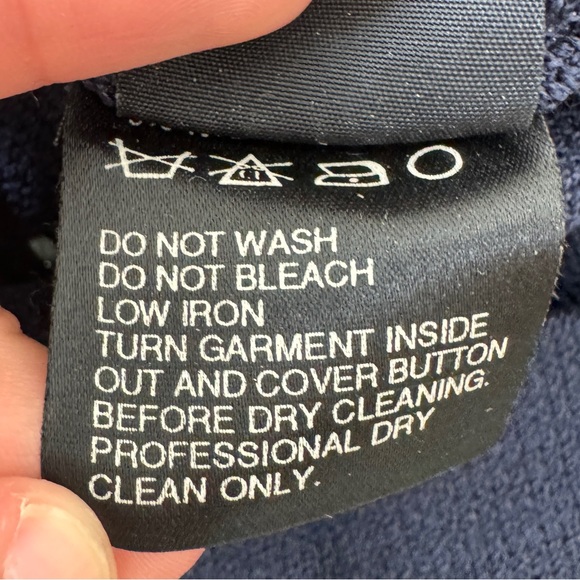 DO NOT WASH
DO NOT BLEACH
LOW IRON
TURN GARMENT INSIDE
OUT AND COVER BUTTON
BEFORE DRY CLEANING.
PROFESSIONAL DRY
CLEAN ONLY.